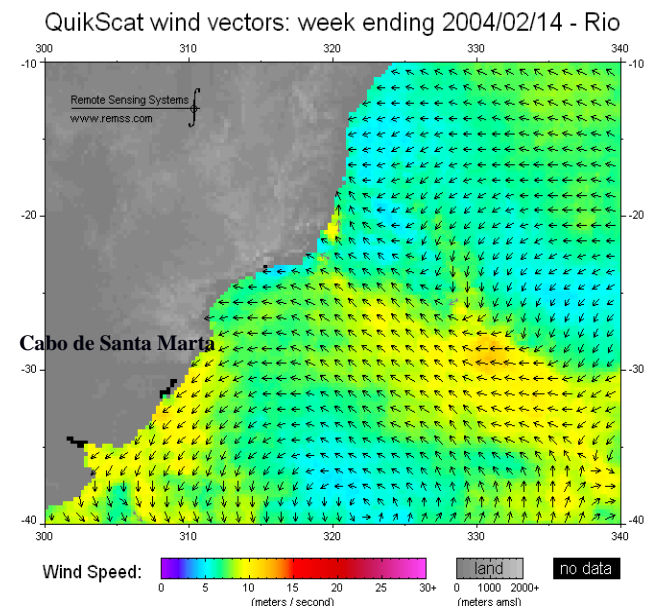 QuikScat wind vectors: week ending 2004/02/14 - Rio
300 310 320 330 340
-10 -10
Remote Sensing Systems
www.remss.com
-20 -20
Cabo de Santa Marta
-30 -30
-40 -40
300 310 320 330 340
Wind Speed: land no data
0 5 10 15 20 25 30+ 0 1000 2000+
(meters / second) (meters amsl)